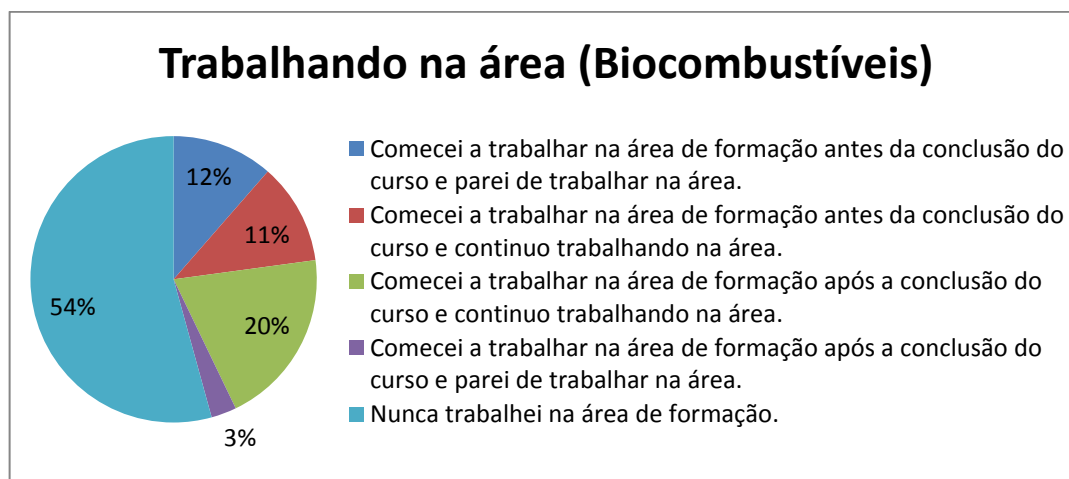 Trabalhando na área (Biocombustíveis)
12%
11%
20%
3%
54%
Comecei a trabalhar na área de formação antes da conclusão do
curso e parei de trabalhar na área.
Comecei a trabalhar na área de formação antes da conclusão do
curso e continuo trabalhando na área.
Comecei a trabalhar na área de formação após a conclusão do
curso e continuo trabalhando na área.
Comecei a trabalhar na área de formação após a conclusão do
curso e parei de trabalhar na área.
Nunca trabalhei na área de formação.